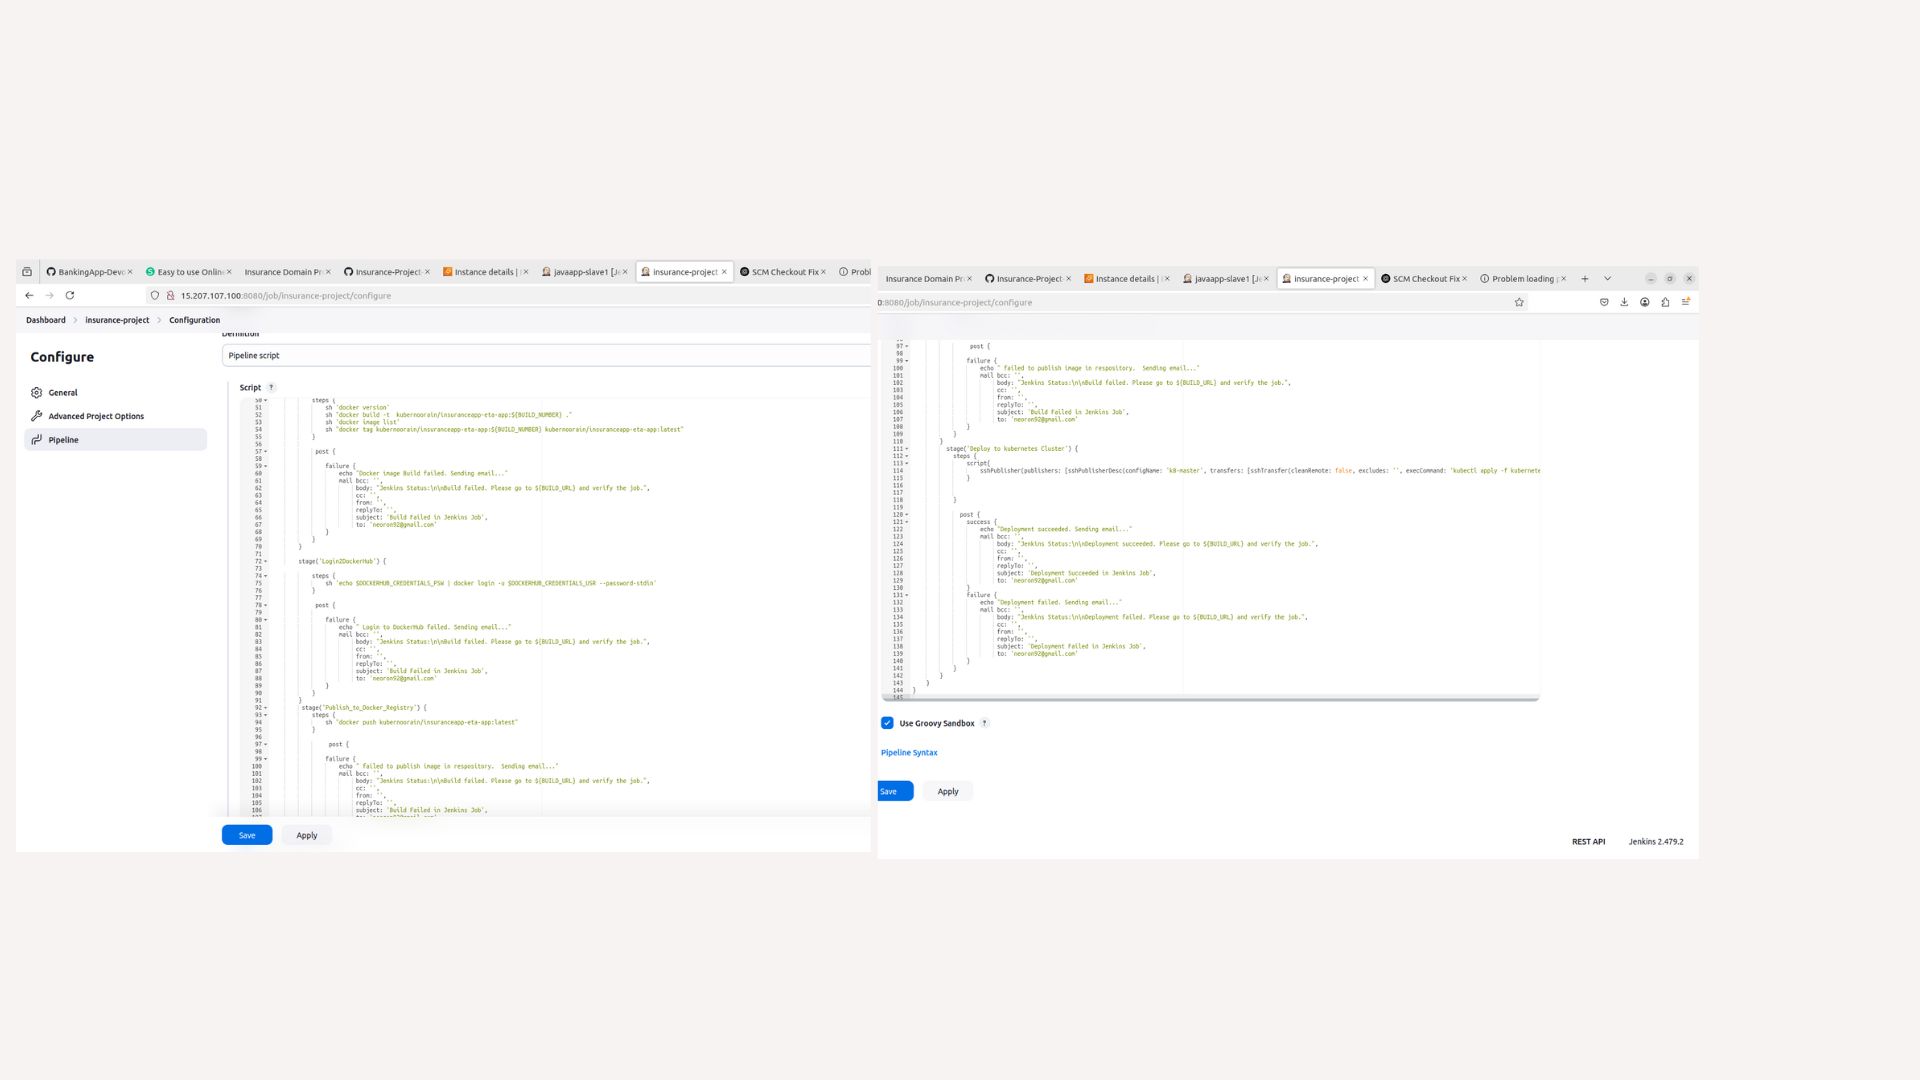 BankingApp-Devo
Easy to use Online
Insurance Domain Pr
Insurance-Project-
Instance details |
javaapp-slave1 [Je
insurance-project
SCM Checkout Fix
Prob
15.207.107.100:8080/job/insurance-project/configure
Dashboard > insurance-project > Configuration
Configure
General
Advanced Project Options
Pipeline
Definition
Pipeline script
Script ?
50 steps {
51 sh 'docker version'
52 sh "docker build -t kubernoorain/insuranceapp-eta-app:${BUILD_NUMBER} ."
53 sh 'docker image list'
54 sh "docker tag kubernoorain/insuranceapp-eta-app:${BUILD_NUMBER} kubernoorain/insuranceapp-eta-app:latest"
55 }
56
57 post {
58
59 failure {
60 echo "Docker image Build failed. Sending email..."
61 mail bcc: '',
62 body: "Jenkins Status:\n\nBuild failed. Please go to ${BUILD_URL} and verify the job.",
63 cc: '',
64 from: '',
65 replyTo: '',
66 subject: 'Build Failed in Jenkins Job',
67 to: 'neoron92@gmail.com'
68 }
69 }
70 }
71
72 stage('Login2DockerHub') {
73
74 steps {
75 sh 'echo $DOCKERHUB_CREDENTIALS_PSW | docker login -u $DOCKERHUB_CREDENTIALS_USR --password-stdin'
76 }
77
78 post {
79
80 failure {
81 echo " Login to DockerHub failed. Sending email..."
82 mail bcc: '',
83 body: "Jenkins Status:\n\nBuild failed. Please go to ${BUILD_URL} and verify the job.",
84 cc: '',
85 from: '',
86 replyTo: '',
87 subject: 'Build Failed in Jenkins Job',
88 to: 'neoron92@gmail.com'
89 }
90 }
91 }
92 stage('Publish_to_Docker_Registry') {
93 steps {
94 sh "docker push kubernoorain/insuranceapp-eta-app:latest"
95 }
96
97 post {
98
99 failure {
100 echo " failed to publish image in respository.  Sending email..."
101 mail bcc: '',
102 body: "Jenkins Status:\n\nBuild failed. Please go to ${BUILD_URL} and verify the job.",
103 cc: '',
104 from: '',
105 replyTo: '',
106 subject: 'Build Failed in Jenkins Job',
Save
Apply
Insurance Domain Pr
Insurance-Project-
Instance details |
javaapp-slave1 [Je
insurance-project
SCM Checkout Fix
Problem loading p
0:8080/job/insurance-project/configure
97 post {
98
99 failure {
100 echo " failed to publish image in respository.  Sending email..."
101 mail bcc: '',
102 body: "Jenkins Status:\n\nBuild failed. Please go to ${BUILD_URL} and verify the job.",
103 cc: '',
104 from: '',
105 replyTo: '',
106 subject: 'Build Failed in Jenkins Job',
107 to: 'neoron92@gmail.com'
108 }
109 }
110 }
111 stage('Deploy to kubernetes Cluster') {
112 steps {
113 script{
114 sshPublisher(publishers: [sshPublisherDesc(configName: 'k8-master', transfers: [sshTransfer(cleanRemote: false, excludes: '', execCommand: 'kubectl apply -f kubernete
115 }
116
117
118 }
119
120 post {
121 success {
122 echo "Deployment succeeded. Sending email..."
123 mail bcc: '',
124 body: "Jenkins Status:\n\nDeployment succeeded. Please go to ${BUILD_URL} and verify the job.",
125 cc: '',
126 from: '',
127 replyTo: '',
128 subject: 'Deployment Succeeded in Jenkins Job',
129 to: 'neoron92@gmail.com'
130 }
131 failure {
132 echo "Deployment failed. Sending email..."
133 mail bcc: '',
134 body: "Jenkins Status:\n\nDeployment failed. Please go to ${BUILD_URL} and verify the job.",
135 cc: '',
136 from: '',
137 replyTo: '',
138 subject: 'Deployment Failed in Jenkins Job',
139 to: 'neoron92@gmail.com'
140 }
141 }
142 }
143 }
144 }
145
Use Groovy Sandbox ?
Pipeline Syntax
Save
Apply
REST API
Jenkins 2.479.2